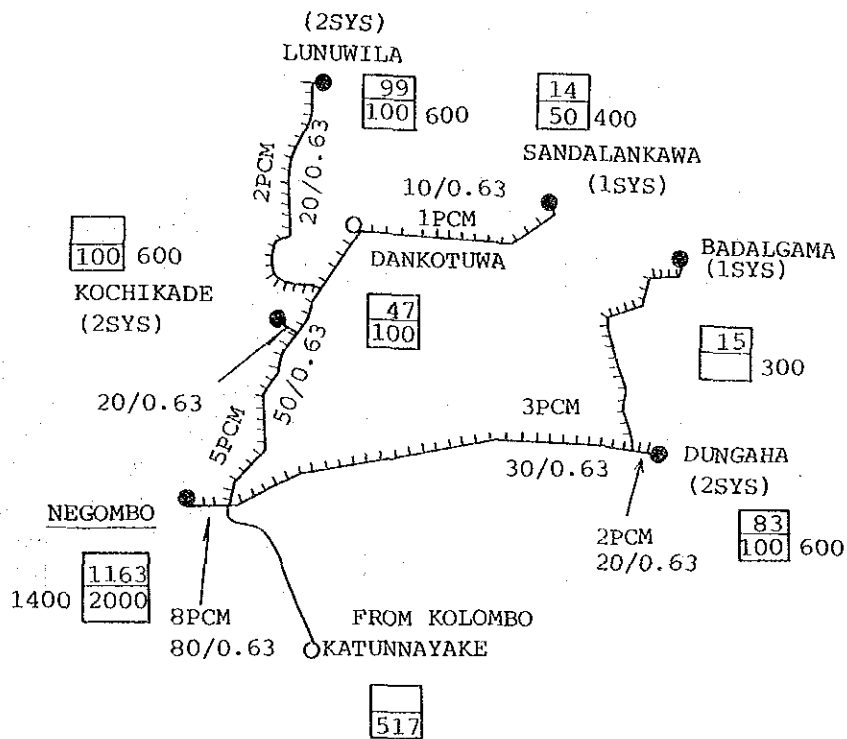 (2SYS)
LUNUWILA
99
100 600
14
50 400
SANDALANKAWA
(1SYS)
2PCM
20/0.63
10/0.63
1PCM
100 600
KOCHIKADE
(2SYS)
DANKOTUWA
47
100
BADALGAMA
(1SYS)
15
300
20/0.63
5PCM
50/0.63
3PCM
30/0.63
DUNGAHA
(2SYS)
2PCM
20/0.63
83
100 600
NEGOMBO
1163
1400 2000
8PCM
80/0.63
FROM KOLOMBO
KATUNNAYAKE
517